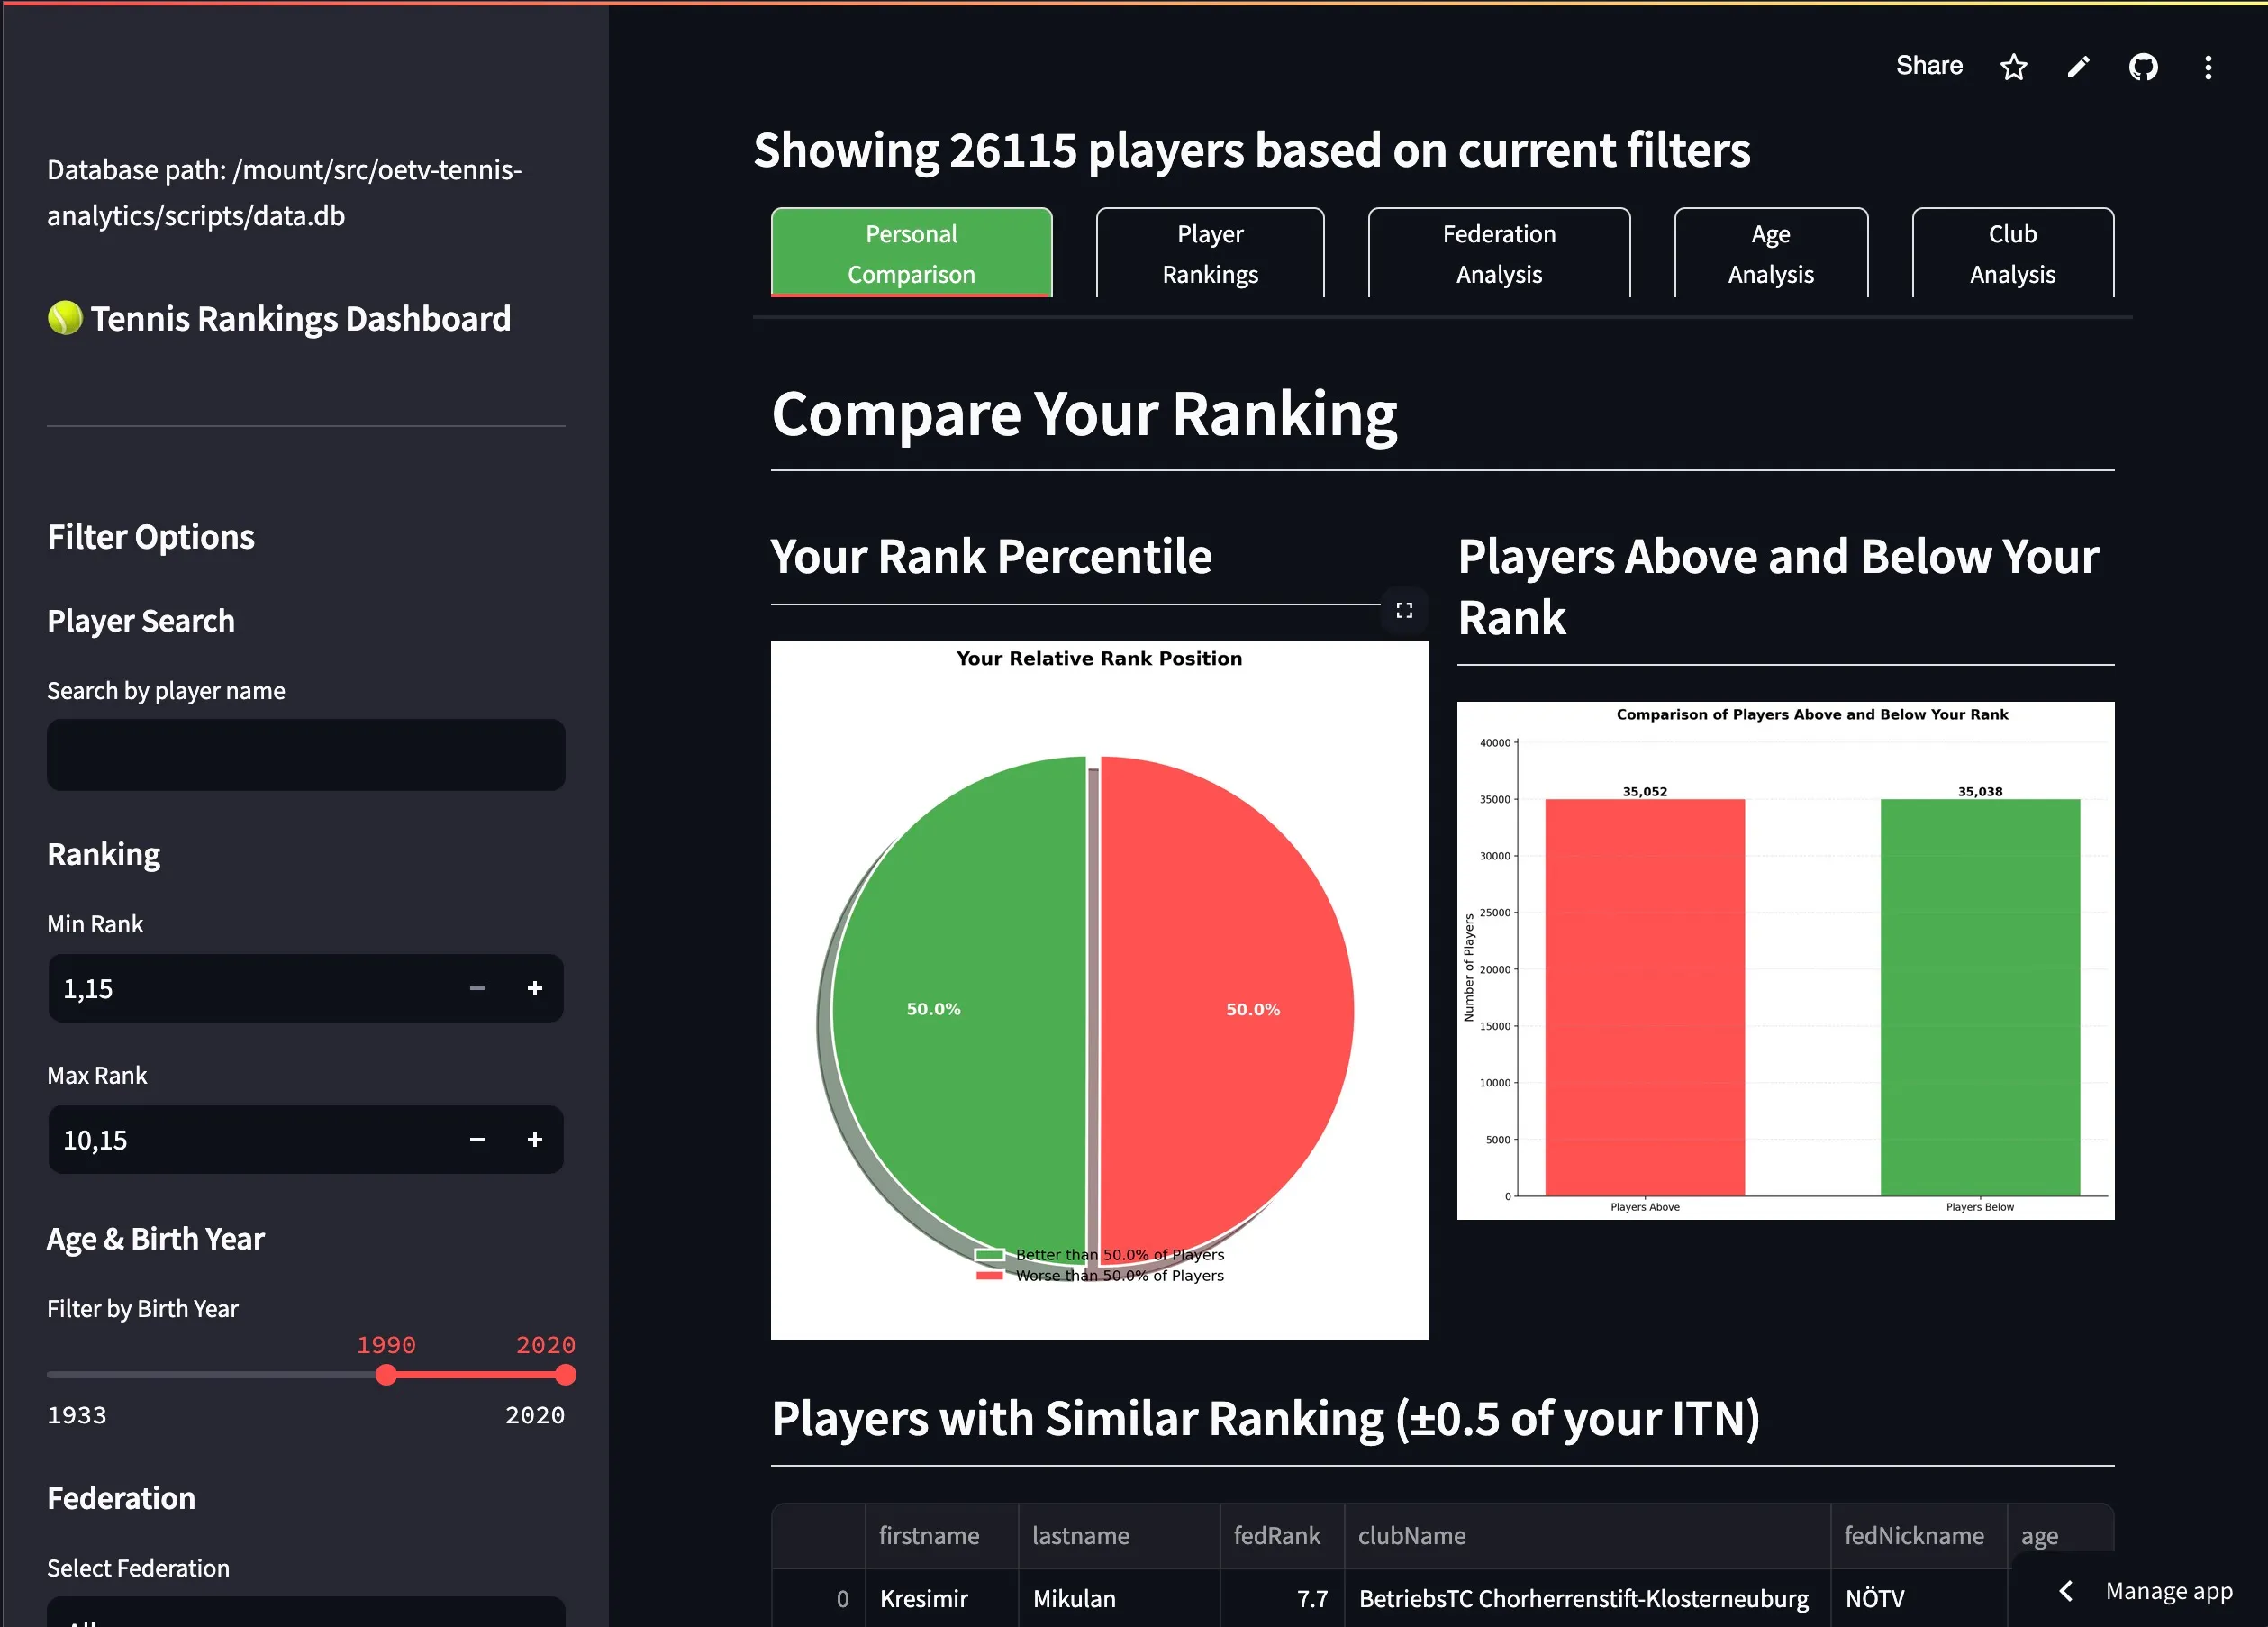 Share
Database path: /mount/src/oetv-tennis-
analytics/scripts/data.db
Tennis Rankings Dashboard
Filter Options
Player Search
Search by player name
Ranking
Min Rank
1,15
Max Rank
10,15
Age & Birth Year
Filter by Birth Year
1990 2020
1933 2020
Federation
Select Federation
Showing 26115 players based on current filters
Personal
Comparison
Player
Rankings
Federation
Analysis
Age
Analysis
Club
Analysis
Compare Your Ranking
Your Rank Percentile
Your Relative Rank Position
50.0% 50.0%
Better than 50.0% of Players
Worse than 50.0% of Players
Players Above and Below Your
Rank
Comparison of Players Above and Below Your Rank
Number of Players
40000
35000
30000
25000
20000
15000
10000
5000
0
35,052 35,038
Players Above Players Below
Players with Similar Ranking (±0.5 of your ITN)
firstname lastname fedRank clubName fedNickname age
0 Kresimir Mikulan 7.7 BetriebsTC Chorherrenstift-Klosterneuburg NÖTV
Manage app